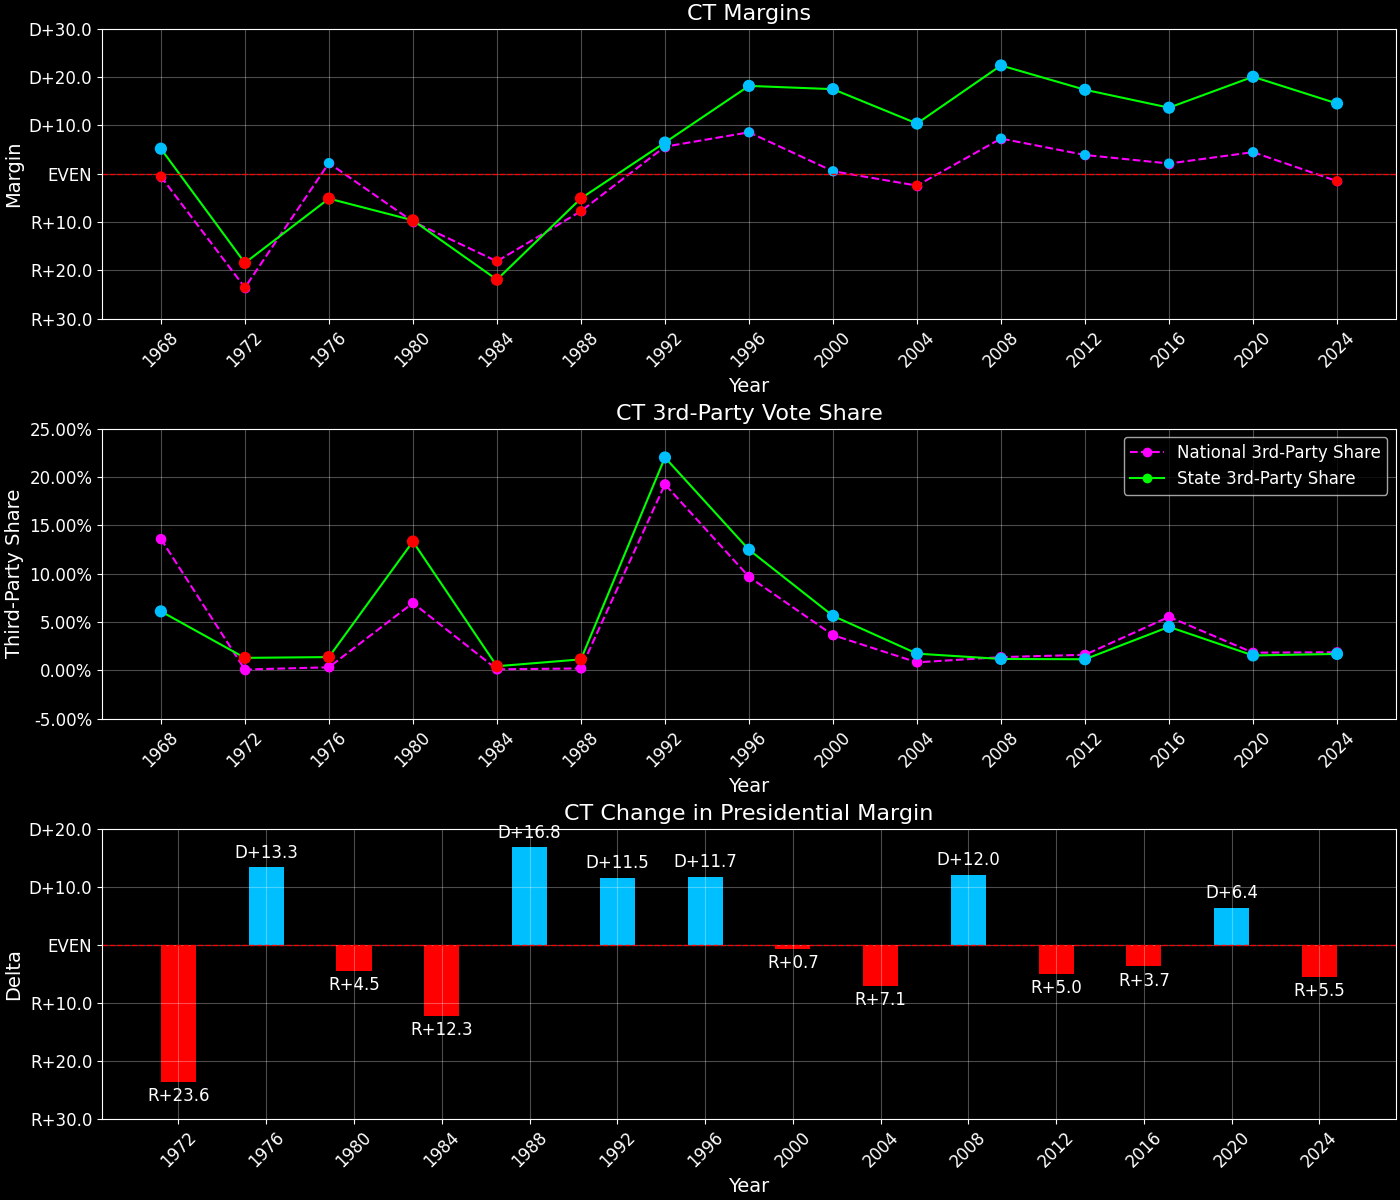 CT Margins
D+30.0
D+20.0
D+10.0
EVEN
R+10.0
R+20.0
R+30.0
Margin
1968 1972 1976 1980 1984 1988 1992 1996 2000 2004 2008 2012 2016 2020 2024
Year
CT 3rd-Party Vote Share
25.00%
20.00%
15.00%
10.00%
5.00%
0.00%
-5.00%
Third-Party Share
National 3rd-Party Share
State 3rd-Party Share
1968 1972 1976 1980 1984 1988 1992 1996 2000 2004 2008 2012 2016 2020 2024
Year
CT Change in Presidential Margin
D+20.0
D+10.0
EVEN
R+10.0
R+20.0
R+30.0
Delta
R+23.6
D+13.3
R+4.5
R+12.3
D+16.8
D+11.5
D+11.7
R+0.7
R+7.1
D+12.0
R+5.0
R+3.7
D+6.4
R+5.5
1972 1976 1980 1984 1988 1992 1996 2000 2004 2008 2012 2016 2020 2024
Year